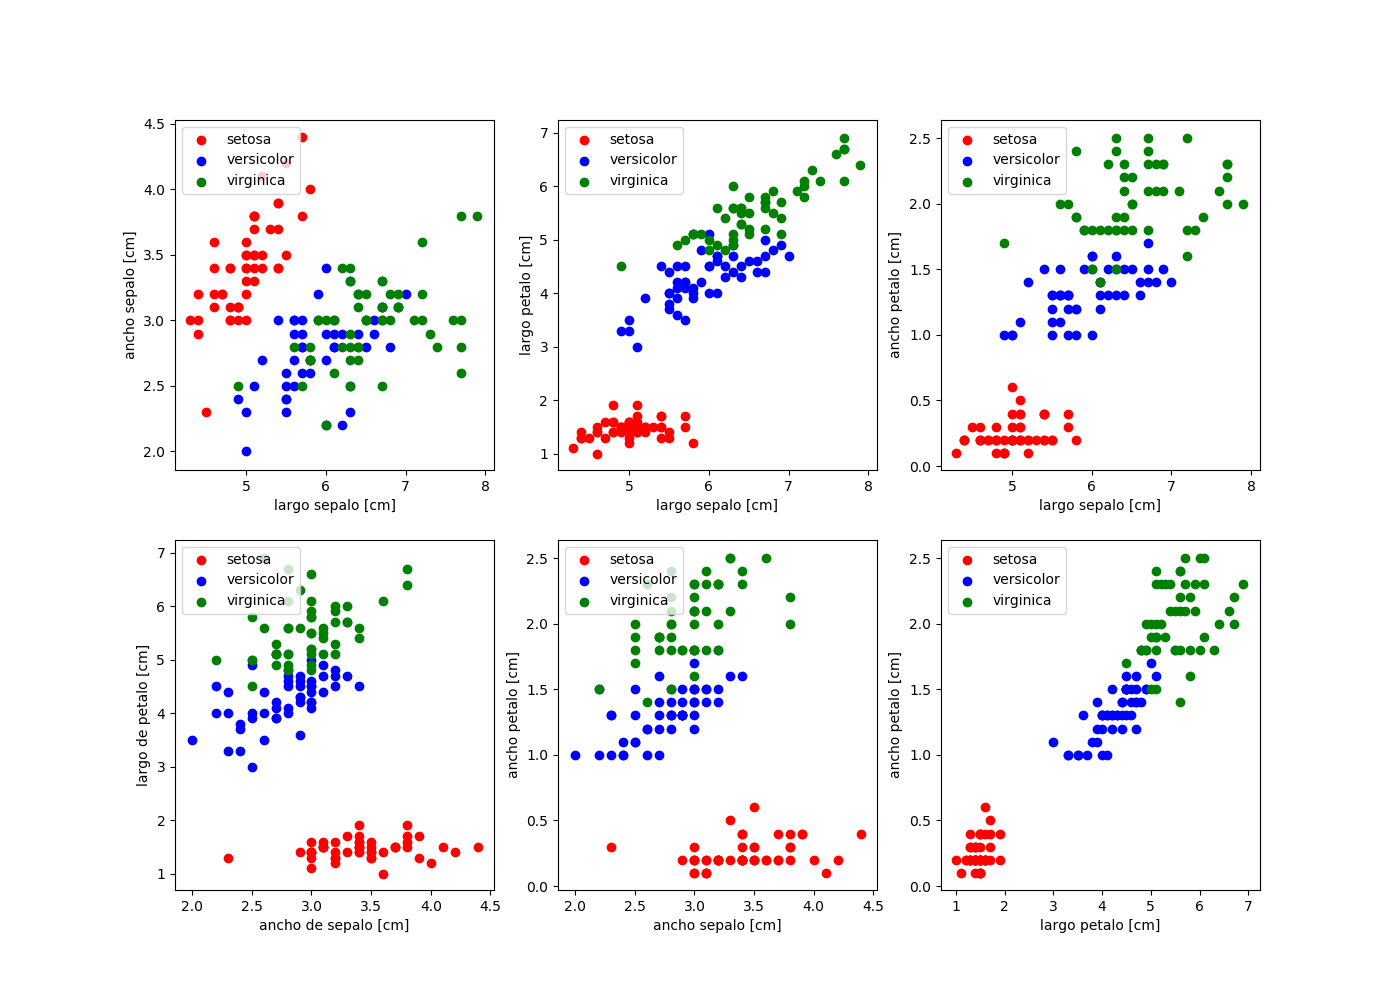 setosa
versicolor
virginica
4.5
4.0
3.5
3.0
2.5
2.0
ancho sepalo [cm]
5
6
7
8
largo sepalo [cm]
setosa
versicolor
virginica
7
6
5
4
3
2
1
largo petalo [cm]
5
6
7
8
largo sepalo [cm]
setosa
versicolor
virginica
2.5
2.0
1.5
1.0
0.5
0.0
ancho petalo [cm]
5
6
7
8
largo sepalo [cm]
setosa
versicolor
virginica
7
6
5
4
3
2
1
largo de petalo [cm]
2.0
2.5
3.0
3.5
4.0
4.5
ancho de sepalo [cm]
setosa
versicolor
virginica
2.5
2.0
1.5
1.0
0.5
0.0
ancho petalo [cm]
2.0
2.5
3.0
3.5
4.0
4.5
ancho sepalo [cm]
setosa
versicolor
virginica
2.5
2.0
1.5
1.0
0.5
0.0
ancho petalo [cm]
1
2
3
4
5
6
7
largo petalo [cm]